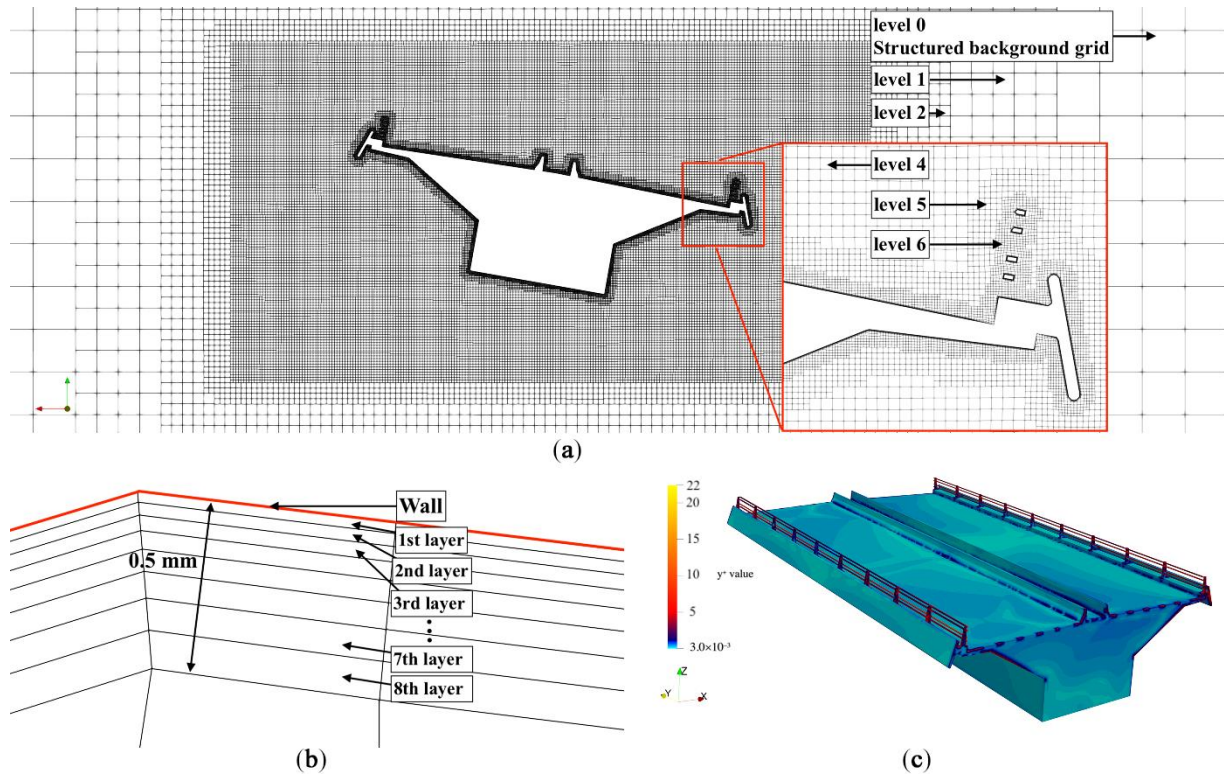 level 0
Structured background grid
level 1
level 2
level 4
level 5
level 6
(a)
Wall
1st layer
2nd layer
3rd layer
7th layer
8th layer
0.5 mm
(b)
22
20
15
10
5
3.0×10⁻³
y⁺ value
Z
-Y
X
(c)